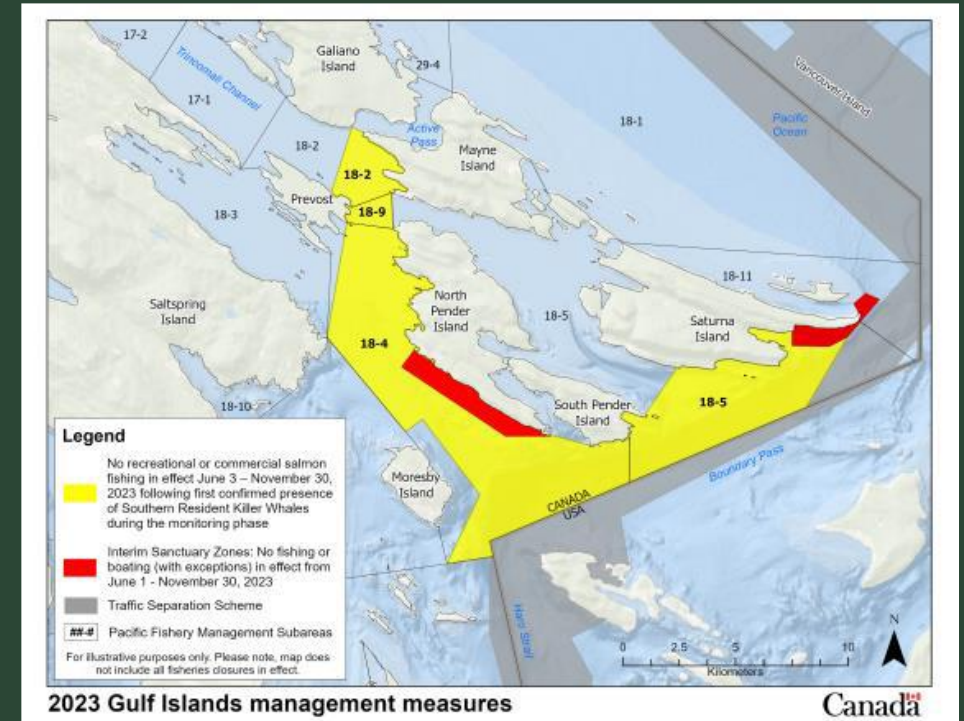 17-2
Galiano
Island
29-4
Trincomali Channel
17-1
18-1
Vancouver Island
Pacific
Ocean
Active
Pass
18-2
Mayne
Island
18-2
Prevost
18-9
18-3
18-11
North
Pender
Island
Saltspring
Island
18-5
Saturna
Island
18-4
18-10
South Pender
Island
18-5
Moresby
Island
Boundary Pass
CANADA
USA
Haro Strait
Legend
No recreational or commercial salmon
fishing in effect June 3 – November 30,
2023 following first confirmed presence
of Southern Resident Killer Whales
during the monitoring phase
Interim Sanctuary Zones: No fishing or
boating (with exceptions) in effect from
June 1 - November 30, 2023
Traffic Separation Scheme
##-# Pacific Fishery Management Subareas
For illustrative purposes only. Please note, map does
not include all fisheries closures in effect.
N
0 2.5 5 10
Kilometers
2023 Gulf Islands management measures
Canada